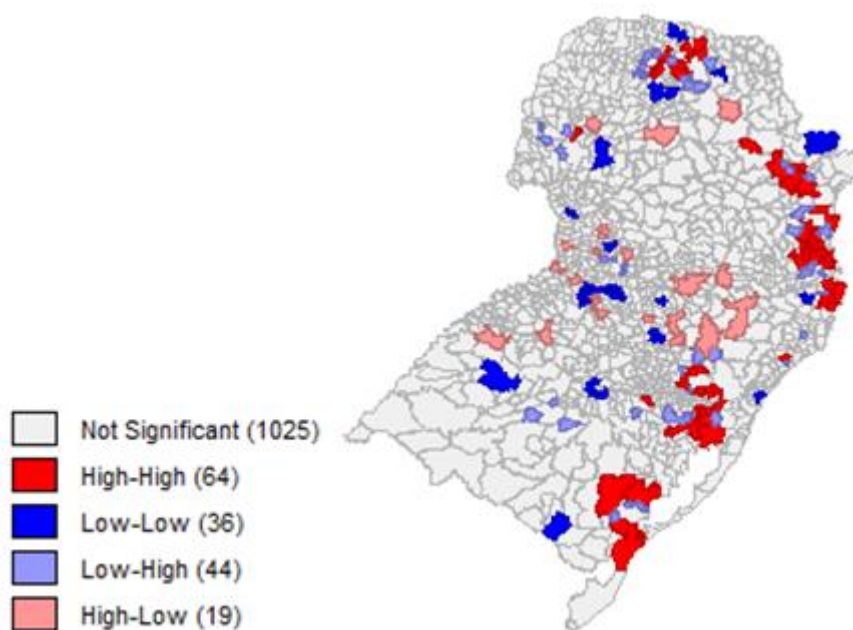 Not Significant (1025)
High-High (64)
Low-Low (36)
Low-High (44)
High-Low (19)